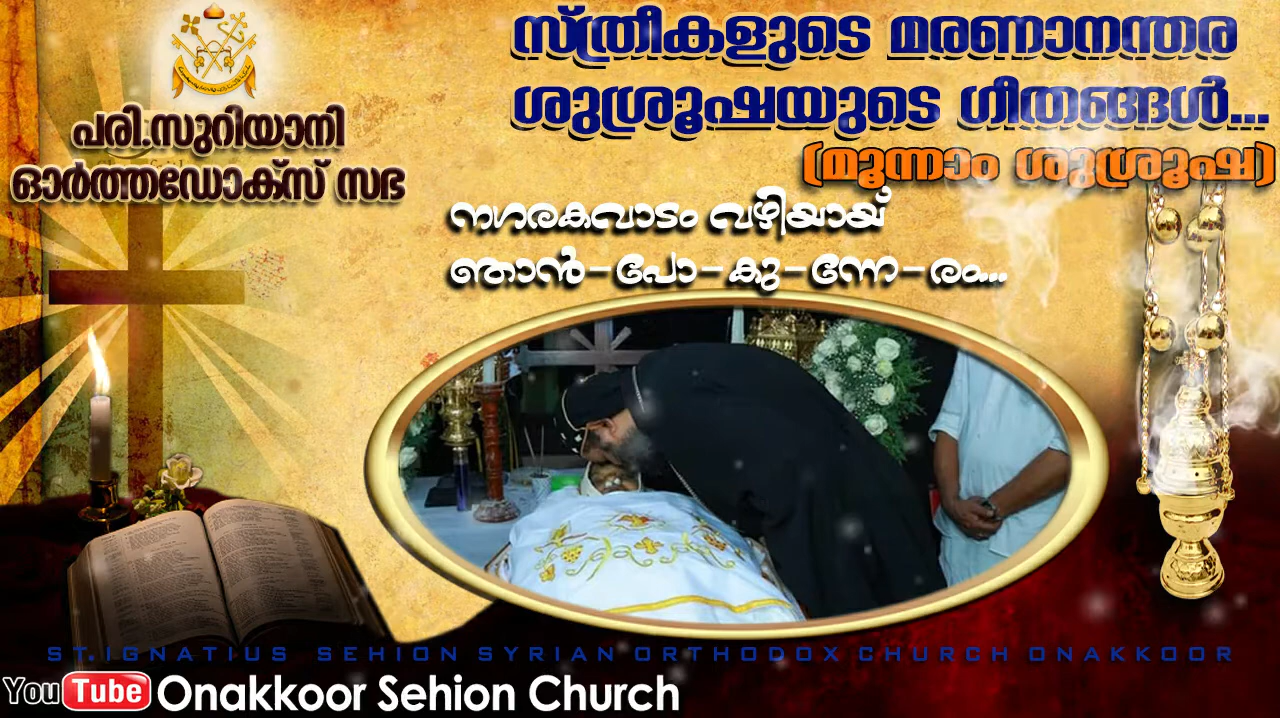 സ്ത്രീകളുടെ മരണാനന്തര
ശുശ്രൂഷയുടെ ഗീതങ്ങൾ...
(മൂന്നാം ശുശ്രൂഷ)
പരി.സുറിയാനി
ഓർത്തഡോക്സ് സഭ
നഗരകവാടം വഴിയായ്
ഞാൻ-പോ-കു-ന്നേ-രം...
ST.IGNATIUS SEHION SYRIAN ORTHODOX CHURCH ONAKKOOR
YouTube Onakkoor Sehion Church